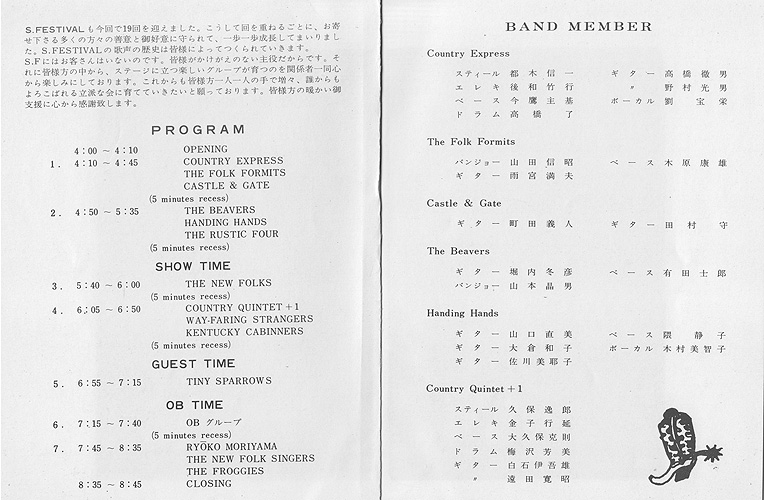 S.FESTIVALも今回で19回を迎えました。こうして回を重ねるごとに、お寄
せ下さる多くの方々の善意と御好意に守られて、一歩一歩成長してまいりまし
た。S.FESTIVALの歌声の歴史は皆様によってつくられていきます。
S.Fにはお客さんはいないのです。皆様がかけがえのない主役だからです。そ
れに皆様方の中から、ステージに立つ楽しいグループが育つのを関係者一同心
から楽しみにしております。これからも皆様方一人一人の手で増々、誰からも
よろこばれる立派な会に育てていきたいと願っております。皆様方の暖かい御
支援に心から感謝致します。
PROGRAM
4:00 ~ 4:10 OPENING
1. 4:10 ~ 4:45 COUNTRY EXPRESS
THE FOLK FORMITS
CASTLE & GATE
(5 minutes recess)
2. 4:50 ~ 5:35 THE BEAVERS
HANDING HANDS
THE RUSTIC FOUR
(5 minutes recess)
SHOW TIME
3. 5:40 ~ 6:00 THE NEW FOLKS
(5 minutes recess)
4. 6:05 ~ 6:50 COUNTRY QUINTET+1
WAY-FARING STRANGERS
KENTUCKY CABINNERS
(5 minutes recess)
GUEST TIME
5. 6:55 ~ 7:15 TINY SPARROWS
OB TIME
6. 7:15 ~ 7:40 OB グループ
(5 minutes recess)
7. 7:45 ~ 8:35 RYŌKO MORIYAMA
THE NEW FOLK SINGERS
THE FROGGIES
8:35 ~ 8:45 CLOSING
BAND MEMBER
Country Express
スティール 都木信一 ギター 高橋徹男
エレキ 後和竹行 〃 野村光男
ベース 今鷹圭基 ボーカル 劉宝栄
ドラム 高橋了
The Folk Formits
バンジョー 山田信昭 ベース 木原康雄
ギター 雨宮満夫
Castle & Gate
ギター 町田義人 ギター 田村守
The Beavers
ギター 堀内冬彦 ベース 有田士郎
バンジョー 山本晶男
Handing Hands
ギター 山口直美 ベース 隈静子
ギター 大倉和子 ボーカル 木村美智子
ギター 佐川美耶子
Country Quintet+1
スティール 久保逸郎
エレキ 金子行延
ベース 大久保克則
ドラム 梅沢芳美
ギター 白石伊吾雄
〃 遠田寛昭